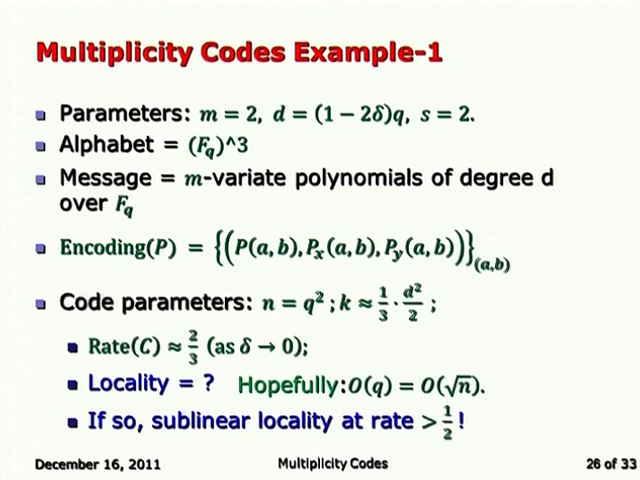 Multiplicity Codes Example-1
Parameters: m = 2, d = (1 − 2δ)q, s = 2.
Alphabet = (F_q)^3
Message = m-variate polynomials of degree d
over F_q
Encoding(P) = {(P(a, b), P_x(a, b), P_y(a, b))}_(a,b)
Code parameters: n = q² ; k ≈ 1/3 · d²/2 ;
Rate(C) ≈ 2/3 (as δ → 0);
Locality = ? Hopefully: O(q) = O(√n).
If so, sublinear locality at rate > 1/2 !
December 16, 2011 Multiplicity Codes 26 of 33